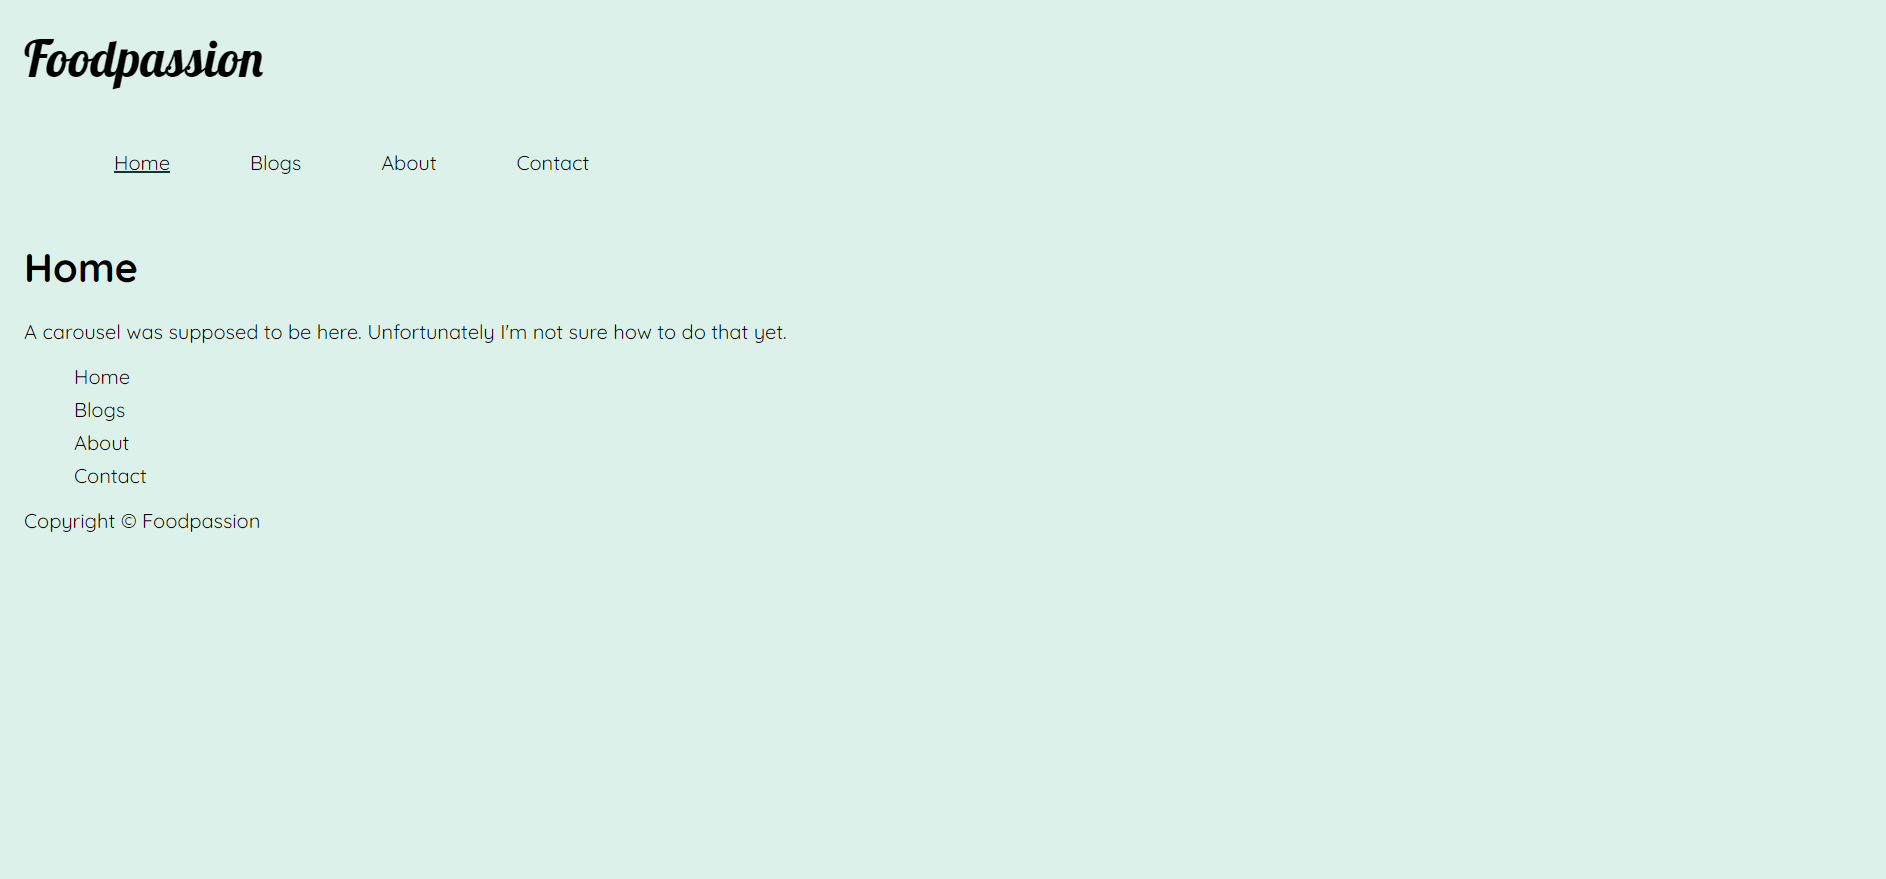 Foodpassion
Home Blogs About Contact
Home
A carousel was supposed to be here. Unfortunately I'm not sure how to do that yet.
Home
Blogs
About
Contact
Copyright © Foodpassion